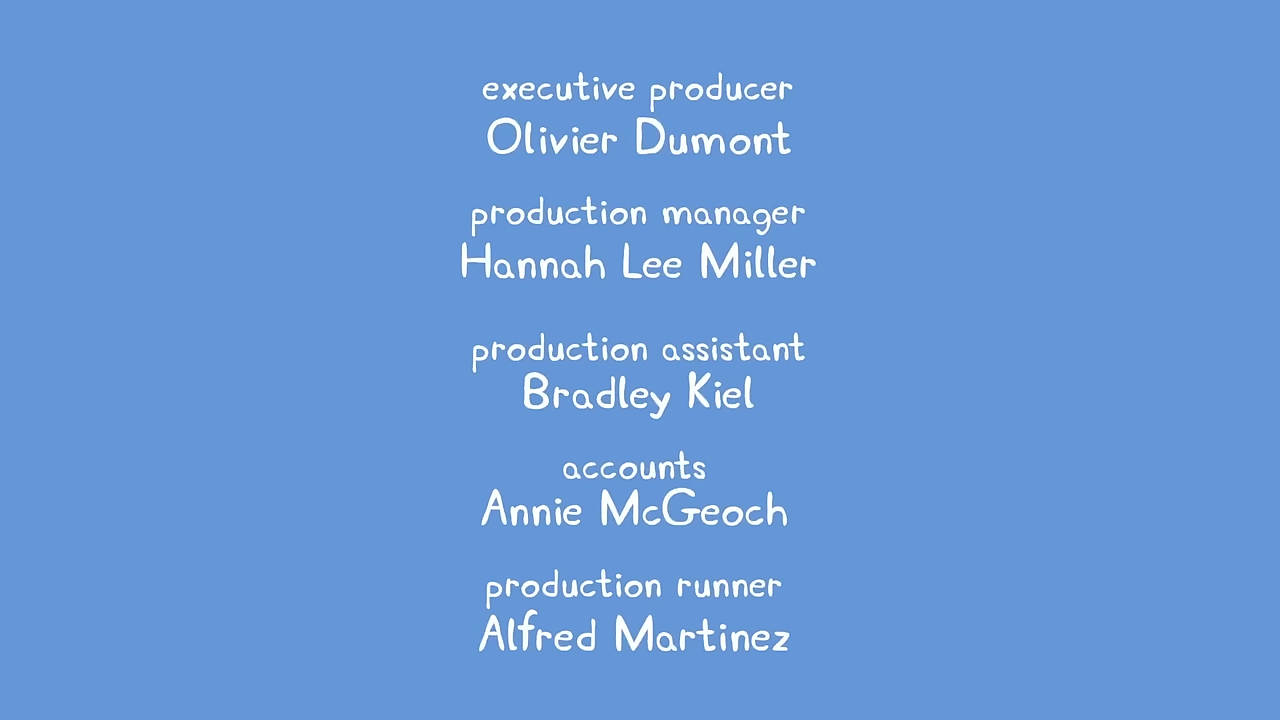 executive producer
Olivier Dumont
production manager
Hannah Lee Miller
production assistant
Bradley Kiel
accounts
Annie McGeoch
production runner
Alfred Martinez